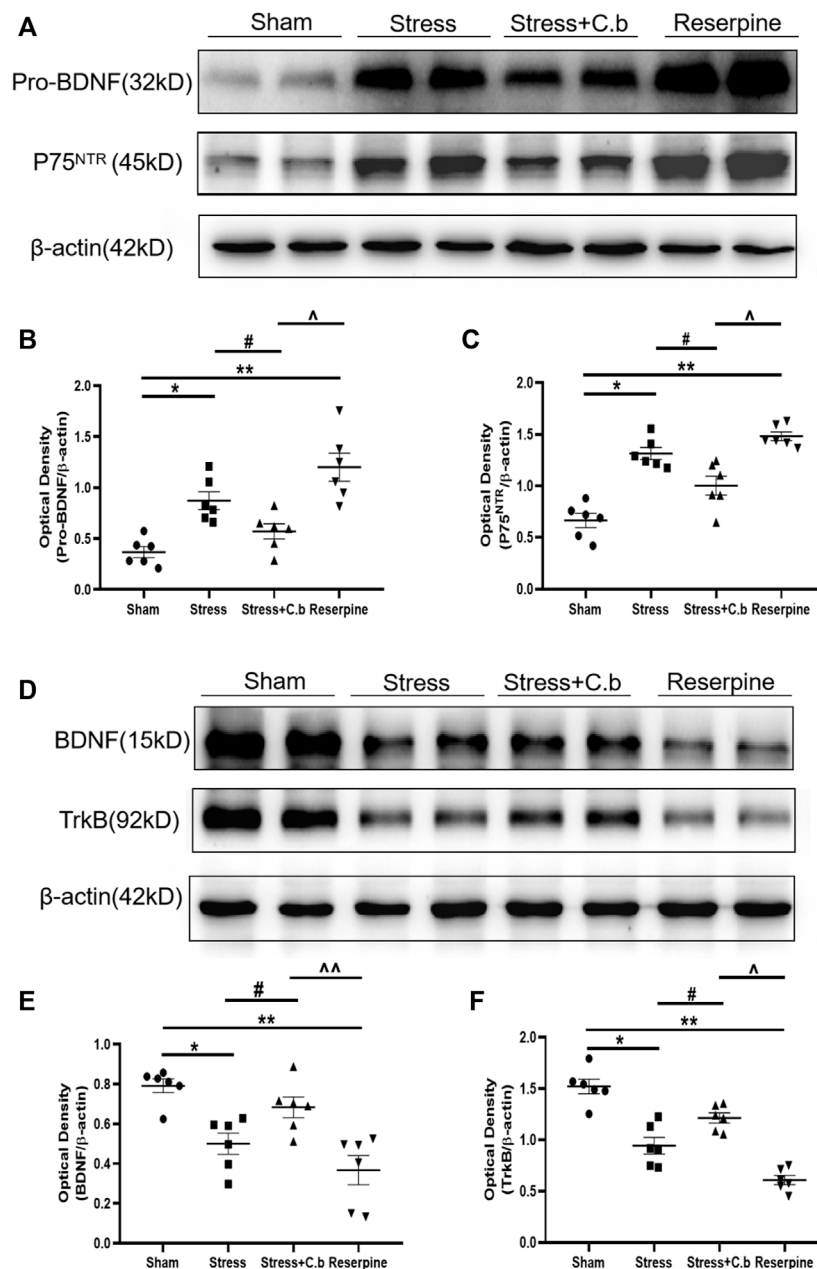 A
Sham Stress Stress+C.b Reserpine
Pro-BDNF(32kD)
P75NTR (45kD)
β-actin(42kD)
B
^
#
**
*
2.0
1.5
1.0
0.5
0.0
Optical Density
(Pro-BDNF/β-actin)
Sham Stress Stress+C.b Reserpine
C
^
#
**
*
2.0
1.5
1.0
0.5
0.0
Optical Density
(P75NTR/β-actin)
Sham Stress Stress+C.b Reserpine
D
Sham Stress Stress+C.b Reserpine
BDNF(15kD)
TrkB(92kD)
β-actin(42kD)
E
^^
#
**
*
1.0
0.8
0.6
0.4
0.2
0.0
Optical Density
(BDNF/β-actin)
Sham Stress Stress+C.b Reserpine
F
^
#
**
*
2.0
1.5
1.0
0.5
0.0
Optical Density
(TrkB/β-actin)
Sham Stress Stress+C.b Reserpine